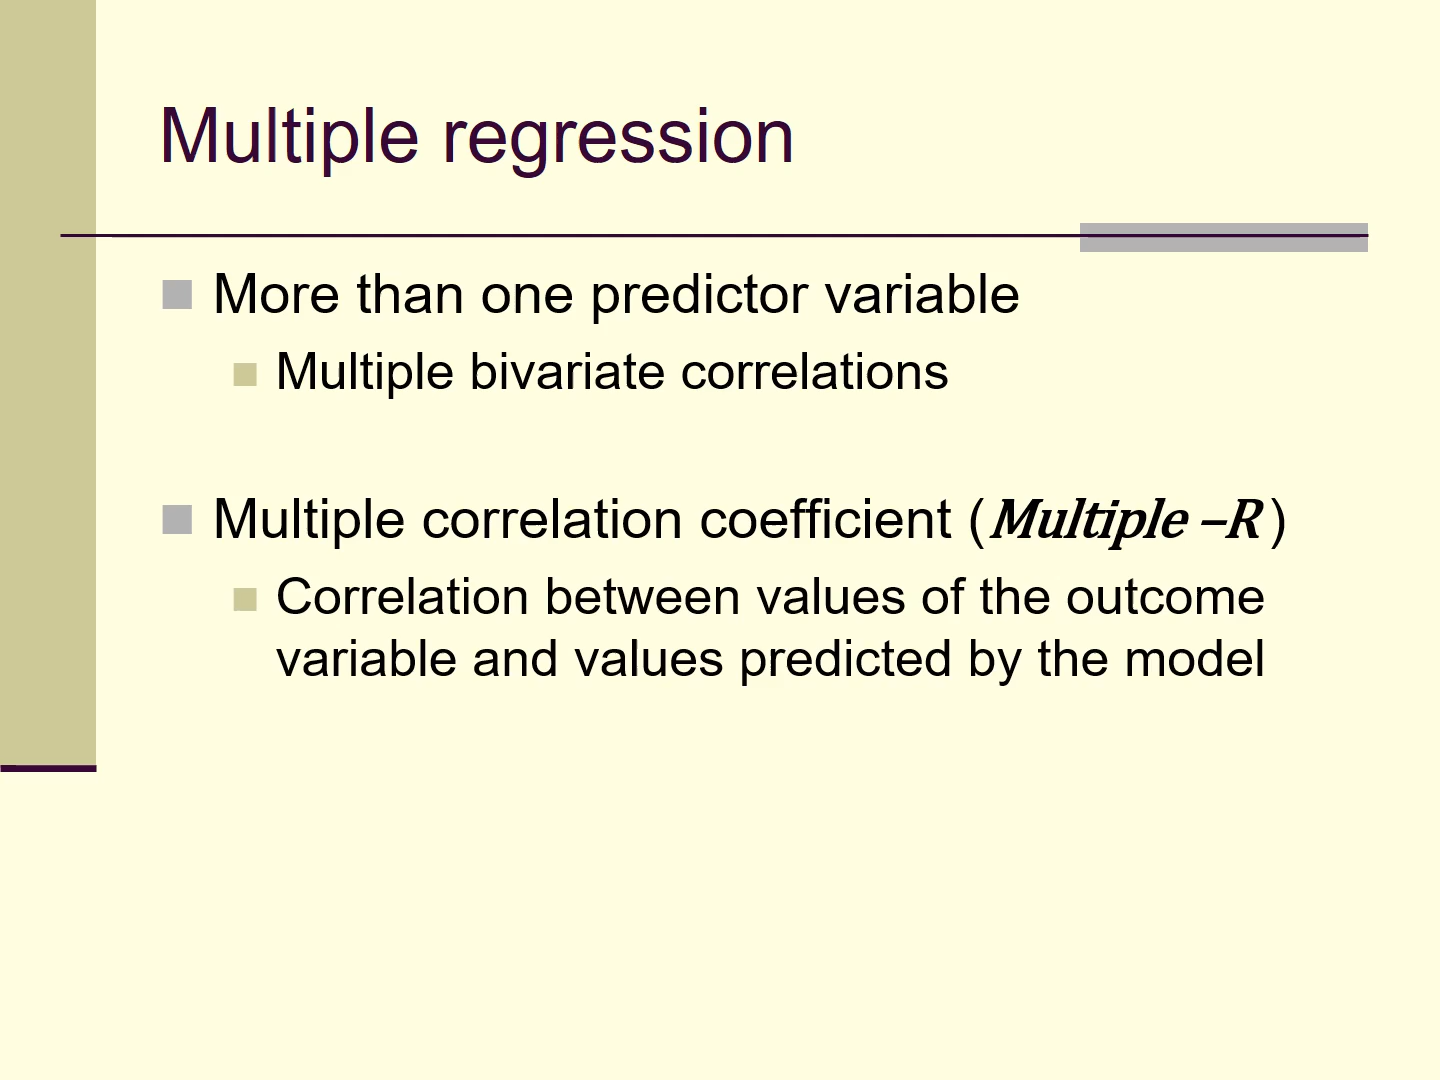 Multiple regression
More than one predictor variable
Multiple bivariate correlations
Multiple correlation coefficient (Multiple –R )
Correlation between values of the outcome
variable and values predicted by the model